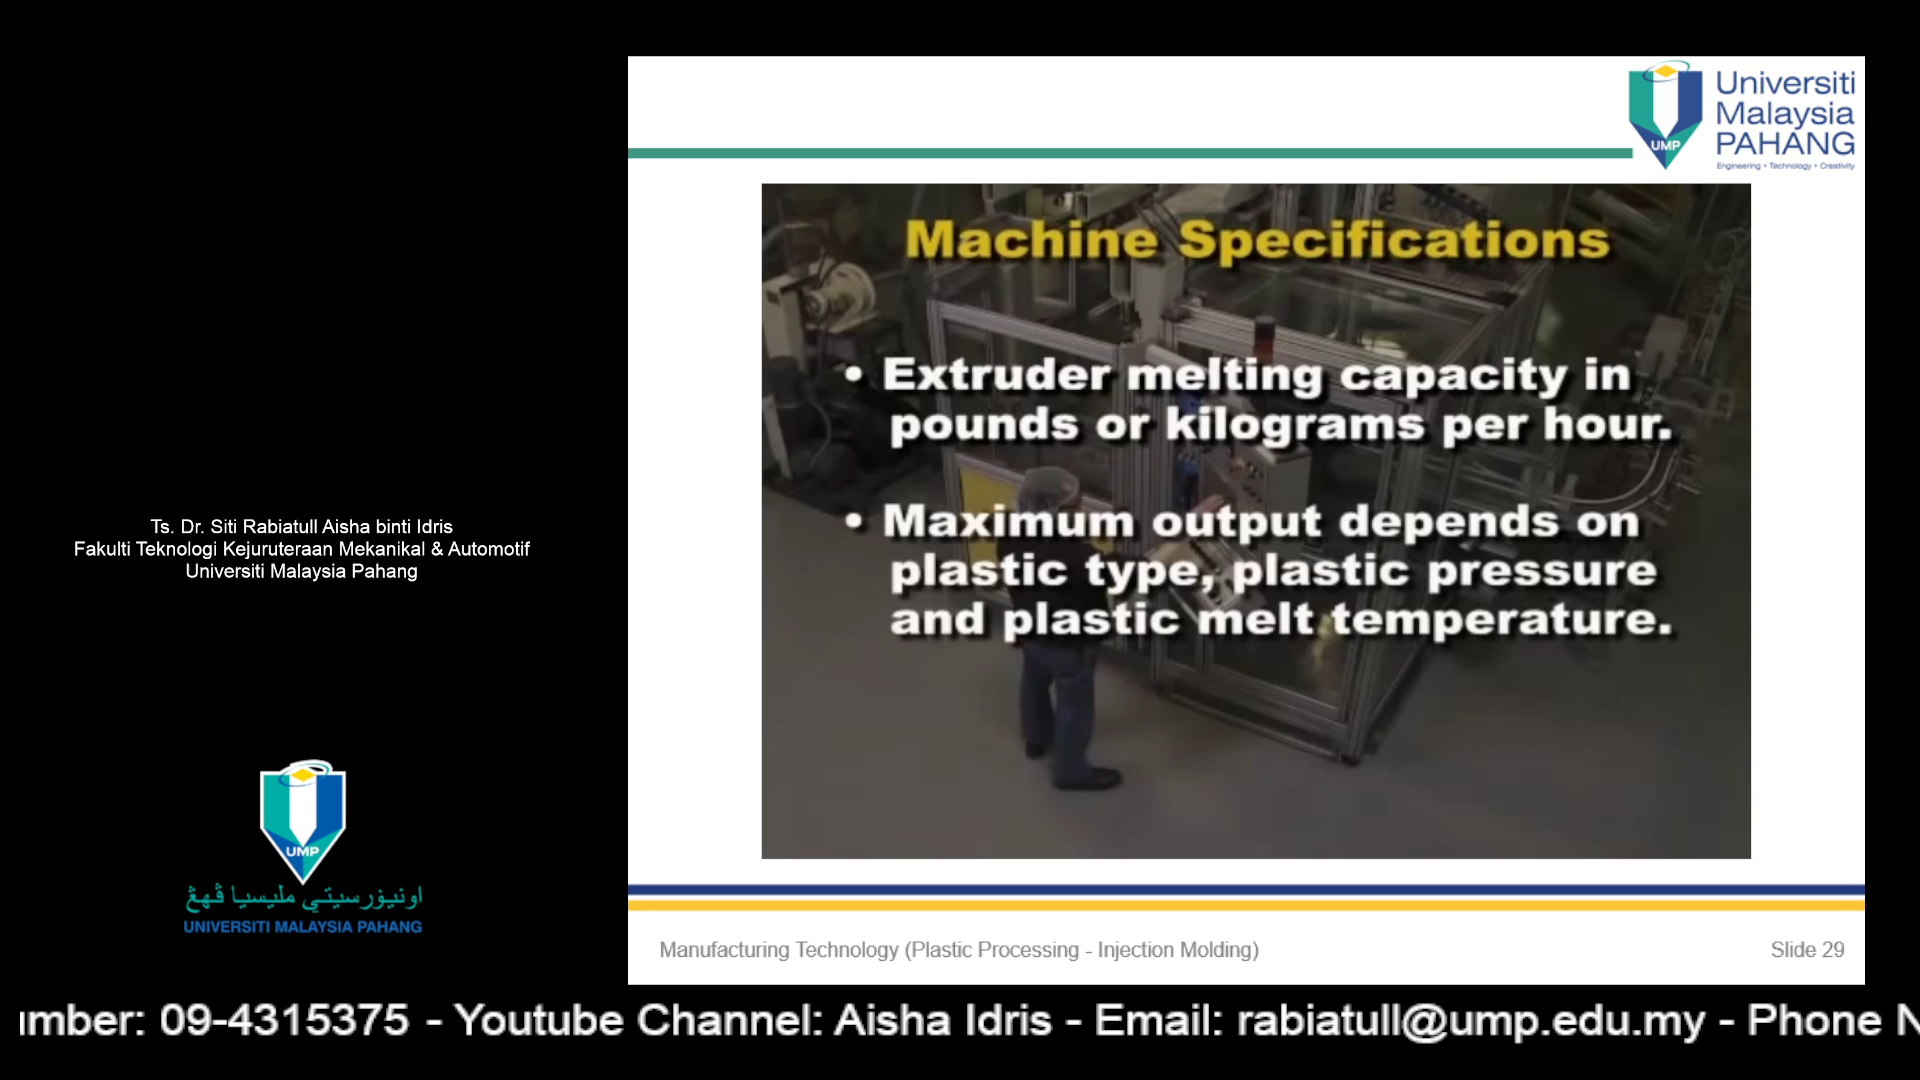 Universiti
Malaysia
PAHANG
Engineering • Technology • Creativity
UMP
Machine Specifications
• Extruder melting capacity in
pounds or kilograms per hour.
• Maximum output depends on
plastic type, plastic pressure
and plastic melt temperature.
Ts. Dr. Siti Rabiatull Aisha binti Idris
Fakulti Teknologi Kejuruteraan Mekanikal & Automotif
Universiti Malaysia Pahang
UMP
اونيۏرسيتي مليسيا ڤهڠ
UNIVERSITI MALAYSIA PAHANG
Manufacturing Technology (Plastic Processing - Injection Molding)
Slide 29
umber: 09-4315375 - Youtube Channel: Aisha Idris - Email: rabiatull@ump.edu.my - Phone N